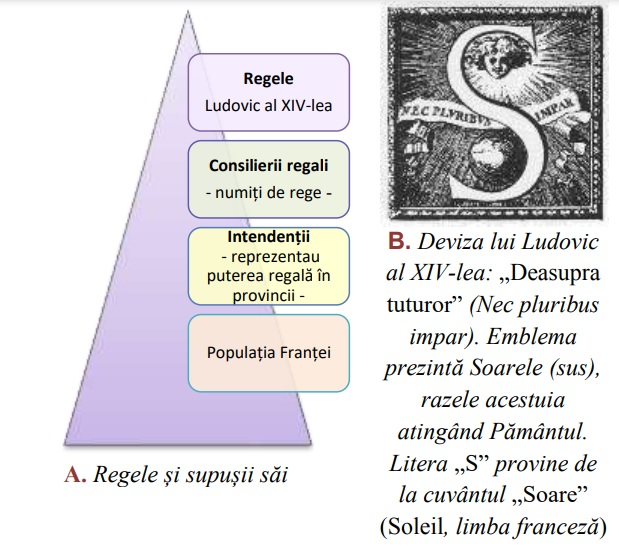 Regele
Ludovic al XIV-lea
Consilierii regali
- numiți de rege -
Intendenții
- reprezentau
puterea regală în
provincii -
Populația Franței
A. Regele și supușii săi
NEC PLVRIBVS
IMPAR
S
B. Deviza lui Ludovic
al XIV-lea: „Deasupra
tuturor” (Nec pluribus
impar). Emblema
prezintă Soarele (sus),
razele acestuia
atingând Pământul.
Litera „S” provine de
la cuvântul „Soare”
(Soleil, limba franceză)